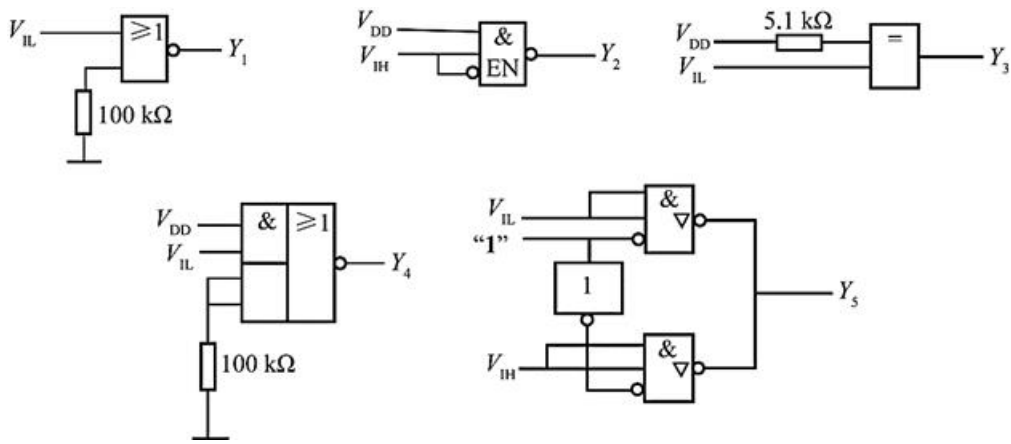 V_IL ≥1 Y_1
100 kΩ
V_DD & 
V_IH EN Y_2
5.1 kΩ
V_DD =
V_IL Y_3
V_DD & ≥1
V_IL Y_4
100 kΩ
V_IL & ▽
“1”
1
Y_5
V_IH & ▽